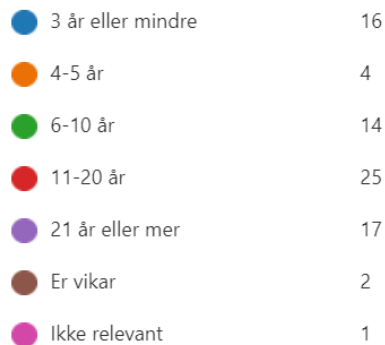 3 år eller mindre 16
4-5 år 4
6-10 år 14
11-20 år 25
21 år eller mer 17
Er vikar 2
Ikke relevant 1